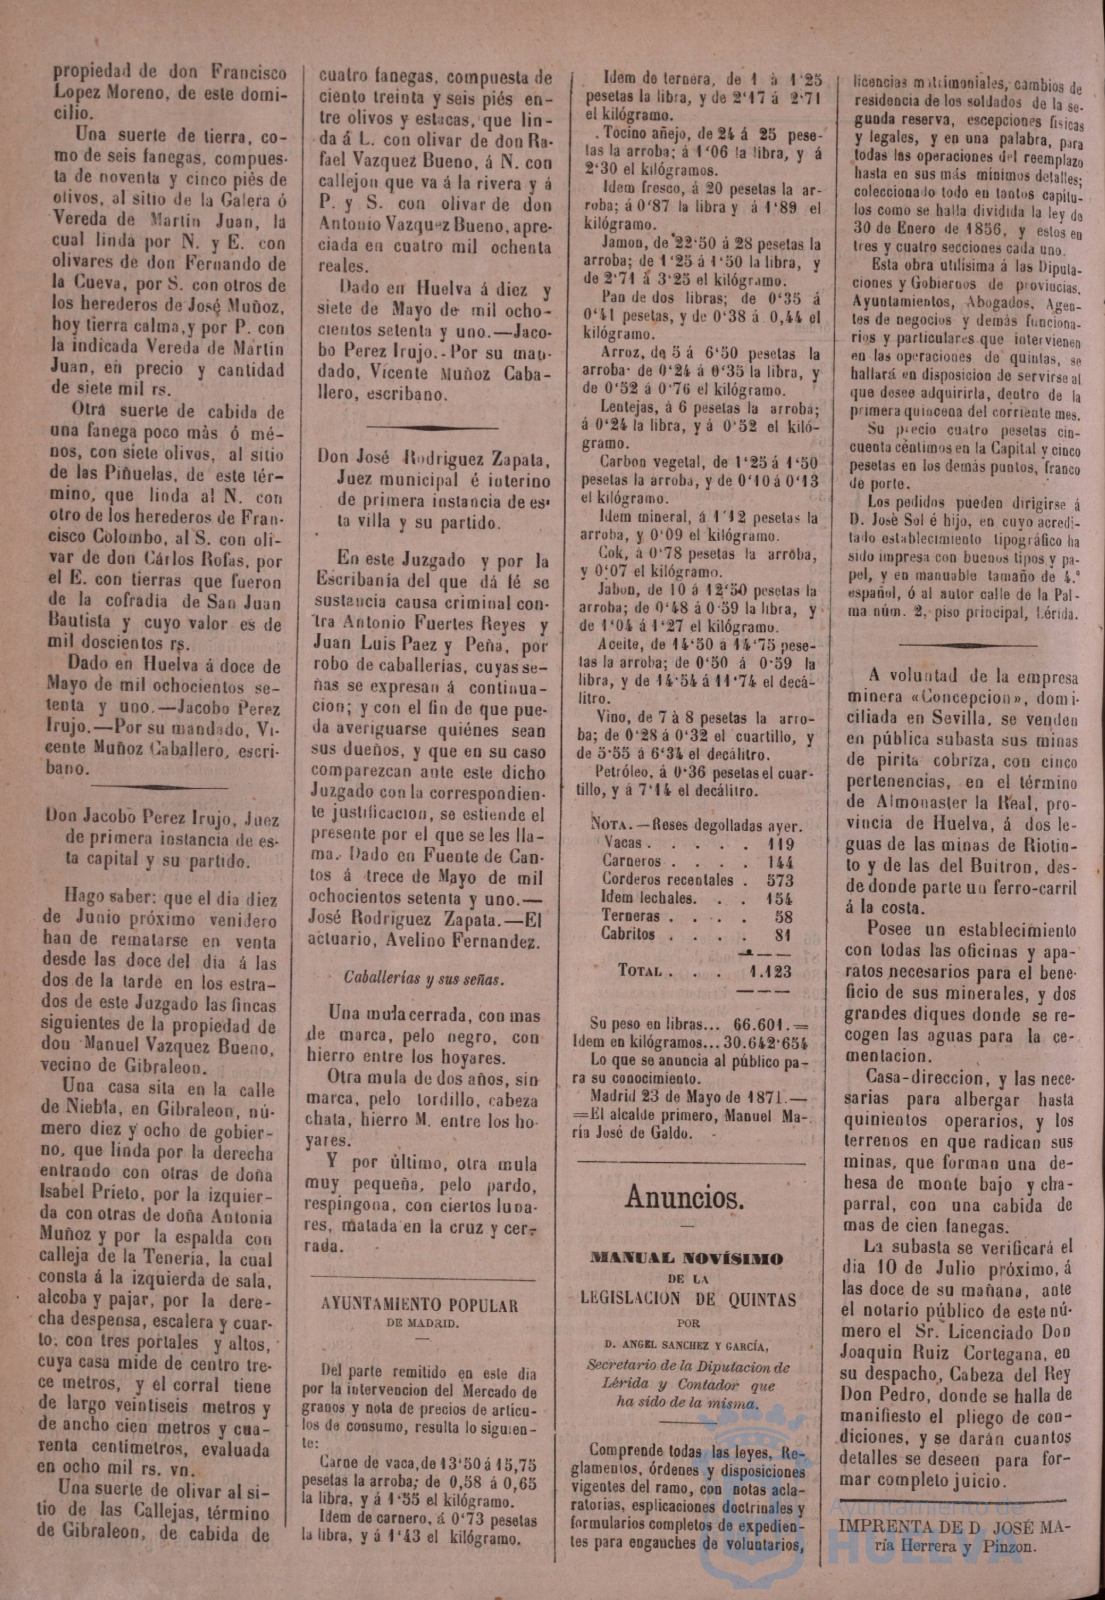 propiedad de don Francisco
Lopez Moreno, de este domi-
cilio.
Una suerte de tierra, co-
mo de seis fanegas, compues-
ta de noventa y cinco piés de
olivos, al sitio de la Galera ó
Vereda de Martin Juan, la
cual linda por N. y E. con
olivares de don Fernando de
la Cueva, por S. con otros de
los herederos de José Muñoz,
hoy tierra calma, y por P. con
la indicada Vereda de Martin
Juan, en precio y cantidad
de siete mil rs.
Otra suerte de cabida de
una fanega poco más ó mé-
nos, con siete olivos, al sitio
de las Piñuelas, de este tér-
mino, que linda al N. con
otro de los herederos de Fran-
cisco Colombo, al S. con oli-
var de don Cárlos Rofas, por
el E. con tierras que fueron
de la cofradía de San Juan
Bautista y cuyo valor es de
mil doscientos rs.
Dado en Huelva á doce de
Mayo de mil ochocientos se-
tenta y uno.—Jacobo Perez
Irujo.—Por su mandado, Vi-
cente Muñoz Caballero, escri-
bano.
Don Jacobo Perez Irujo, Juez
de primera instancia de es-
ta capital y su partido.
Hago saber: que el dia diez
de Junio próximo venidero
han de rematarse en venta
desde las doce del dia á las
dos de la tarde en los estra-
dos de este Juzgado las fincas
siguientes de la propiedad de
don Manuel Vazquez Bueno,
vecino de Gibraleon.
Una casa sita en la calle
de Niebla, en Gibraleon, nú-
mero diez y ocho de gobier-
no, que linda por la derecha
entrando con otras de doña
Isabel Prieto, por la izquier-
da con otras de doña Antonia
Muñoz y por la espalda con
calleja de la Tenería, la cual
consta á la izquierda de sala,
alcoba y pajar, por la dere-
cha despensa, escalera y cuar-
to; con tres portales y altos,
cuya casa mide de centro tre-
ce metros, y el corral tiene
de largo veintiseis metros y
de ancho cien metros y cua-
renta centímetros, evaluada
en ocho mil rs. vn.
Una suerte de olivar al si-
tio de las Callejas, término
de Gibraleon, de cabida de
cuatro fanegas, compuesta de
ciento treinta y seis piés en-
tre olivos y estacas, que lin-
da á L. con olivar de don Ra-
fael Vazquez Bueno, á N. con
callejon que va á la rivera y á
P. y S. con olivar de don
Antonio Vazquez Bueno, apre-
ciada en cuatro mil ochenta
reales.
Dado en Huelva á diez y
siete de Mayo de mil ocho-
cientos setenta y uno.—Jaco-
bo Perez Irujo.-Por su man-
dado, Vicente Muñoz Caba-
llero, escribano.
Don José Rodriguez Zapata,
Juez municipal é interino
de primera instancia de es-
ta villa y su partido.
En este Juzgado y por la
Escribanía del que dá fé se
sustancia causa criminal con-
tra Antonio Fuertes Reyes y
Juan Luis Paez y Peña, por
robo de caballerías, cuyas se-
ñas se expresan á continua-
cion; y con el fin de que pue-
da averiguarse quiénes sean
sus dueños, y que en su caso
comparezcan ante este dicho
Juzgado con la correspondien-
te justificacion, se estiende el
presente por el que se les lla-
ma. Dado en Fuente de Can-
tos á trece de Mayo de mil
ochocientos setenta y uno.—
José Rodriguez Zapata.—El
actuario, Avelino Fernandez.
Caballerías y sus señas.
Una mula cerrada, con mas
de marca, pelo negro, con
hierro entre los hoyares.
Otra mula de dos años, sin
marca, pelo tordillo, cabeza
chata, hierro M. entre los ho-
yares.
Y por último, otra mula
muy pequeña, pelo pardo,
respingona, con ciertos luna-
res, matada en la cruz y cer-
rada.
AYUNTAMIENTO POPULAR
DE MADRID.
Del parte remitido en este dia
por la intervencion del Mercado de
granos y nota de precios de artícu-
los de consumo, resulta lo siguien-
te:
Carne de vaca, de 13'50 á 15,75
pesetas la arroba; de 0,58 á 0,65
la libra, y á 1'55 el kilógramo.
Idem de carnero, á 0'73 pesetas
la libra, y á 1'43 el kilógramo.
Idem de ternera, de 1 á 1'25
pesetas la libra, y de 2'17 á 2'71
el kilógramo.
Tocino añejo, de 24 á 25 pese-
tas la arroba; á 1'06 la libra, y á
2'30 el kilógramos.
Idem fresco, á 20 pesetas la ar-
roba; á 0'87 la libra y á 1'89 el
kilógramo.
Jamon, de 22'50 á 28 pesetas la
arroba; de 1'25 á 1'50 la libra, y
de 2'71 á 3'25 el kilógramo.
Pan de dos libras; de 0'35 á
0'41 pesetas, y de 0'38 á 0,44 el
kilógramo.
Arroz, de 5 á 6'50 pesetas la
arroba· de 0'24 á 0'35 la libra, y
de 0'52 á 0'76 el kilógramo.
Lentejas, á 6 pesetas la arroba;
á 0'24 la libra, y á 0'52 el kiló-
gramo.
Carbon vegetal, de 1'25 á 1'50
pesetas la arroba, y de 0'10 á 0'13
el kilógramo.
Idem mineral, á 1'12 pesetas la
arroba, y 0'09 el kilógramo.
Cok, á 0'78 pesetas la arroba,
y 0'07 el kilógramo.
Jabon, de 10 á 12'50 pesetas la
arroba; de 0'48 á 0'59 la libra, y
de 1'04 á 1'27 el kilógramo.
Aceite, de 14'50 á 14'75 pese-
tas la arroba; de 0'50 á 0'59 la
libra, y de 14'54 á 11'74 el decá-
litro.
Vino, de 7 á 8 pesetas la arro-
ba; de 0'28 á 0'32 el cuartillo, y
de 5'55 á 6'34 el decálitro.
Petróleo, á 0'36 pesetas el cuar-
tillo, y á 7'14 el decálitro.
NOTA.—Reses degolladas ayer.
Vacas . . . . . 119
Carneros . . . . 144
Corderos recentales . 573
Idem lechales. . . 154
Terneras . . . . 58
Cabritos . . . . 81
TOTAL . . . 1.123
Su peso en libras... 66.601.=
Idem en kilógramos... 30.642'654
Lo que se anuncia al público pa-
ra su conocimiento.
Madrid 23 de Mayo de 1871.—
=El alcalde primero, Manuel Ma-
ría José de Galdo.
Anuncios.
MANUAL NOVÍSIMO
DE LA
LEGISLACION DE QUINTAS
POR
D. ANGEL SANCHEZ Y GARCÍA,
Secretario de la Diputacion de
Lérida y Contador que
ha sido de la misma.
Comprende todas las leyes, Re-
glamentos, órdenes y disposiciones
vigentes del ramo, con notas acla-
ratorias, esplicaciones doctrinales y
formularios completos de expedien-
tes para enganches de voluntarios,
licencias matrimoniales, cambios de
residencia de los soldados de la se-
gunda reserva, escepciones físicas
y legales, y en una palabra, para
todas las operaciones del reemplazo
hasta en sus más mínimos detalles;
coleccionado todo en tantos capítu-
los como se halla dividida la ley de
30 de Enero de 1856, y estos en
tres y cuatro secciones cada uno.
Esta obra utilísima á las Diputa-
ciones y Gobiernos de provincias,
Ayuntamientos, Abogados, Agen-
tes de negocios y demás funciona-
rios y particulares que intervienen
en las operaciones de quintas, se
hallará en disposicion de servirse al
que desee adquirirla, dentro de la
primera quincena del corriente mes.
Su precio cuatro pesetas cin-
cuenta céntimos en la Capital y cinco
pesetas en los demás puntos, franco
de porte.
Los pedidos pueden dirigirse á
D. José Sol é hijo, en cuyo acredi-
tado establecimiento tipográfico ha
sido impresa con buenos tipos y pa-
pel, y en manuable tamaño de 4.º
español, ó al autor calle de la Pal-
ma núm. 2, piso principal, Lérida.
A voluntad de la empresa
minera «Concepcion», domi-
ciliada en Sevilla, se venden
en pública subasta sus minas
de pirita cobriza, con cinco
pertenencias, en el término
de Almonaster la Real, pro-
vincia de Huelva, á dos le-
guas de las minas de Riotin-
to y de las del Buitron, des-
de donde parte un ferro-carril
á la costa.
Posee un establecimiento
con todas las oficinas y apa-
ratos necesarios para el bene-
ficio de sus minerales, y dos
grandes diques donde se re-
cogen las aguas para la ce-
mentacion.
Casa-direccion, y las nece-
sarias para albergar hasta
quinientos operarios, y los
terrenos en que radican sus
minas, que forman una de-
hesa de monte bajo y cha-
parral, con una cabida de
mas de cien fanegas.
La subasta se verificará el
dia 10 de Julio próximo, á
las doce de su mañana, ante
el notario público de este nú-
mero el Sr. Licenciado Don
Joaquin Ruiz Cortegana, en
su despacho, Cabeza del Rey
Don Pedro, donde se halla de
manifiesto el pliego de con-
diciones, y se darán cuantos
detalles se deseen para for-
mar completo juicio.
IMPRENTA DE D. JOSÉ MA-
ría Herrera y Pinzon.
Ayuntamiento de
HUELVA